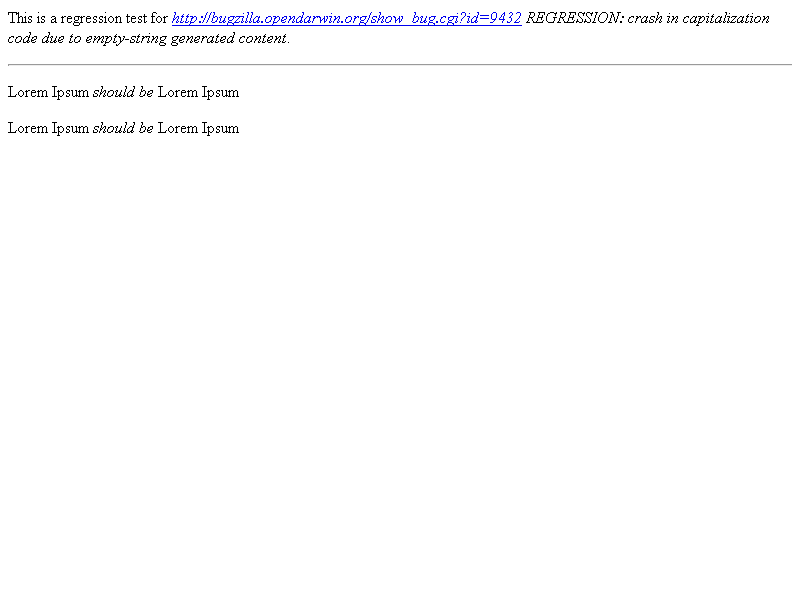 This is a regression test for http://bugzilla.opendarwin.org/show_bug.cgi?id=9432 REGRESSION: crash in capitalization
code due to empty-string generated content.
Lorem Ipsum should be Lorem Ipsum
Lorem Ipsum should be Lorem Ipsum